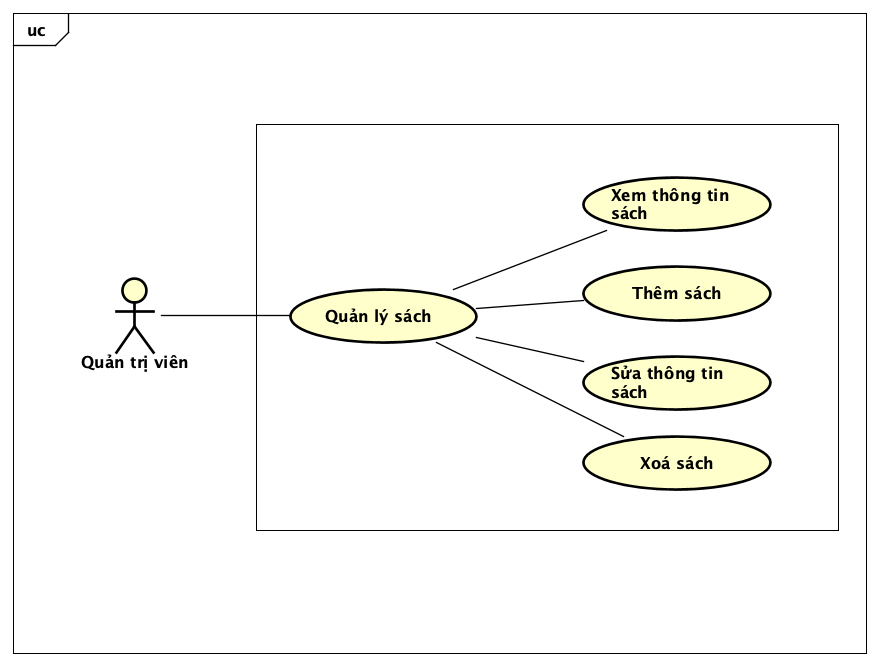 uc
Xem thông tin
sách
Thêm sách
Quản lý sách
Quản trị viên
Sửa thông tin
sách
Xoá sách